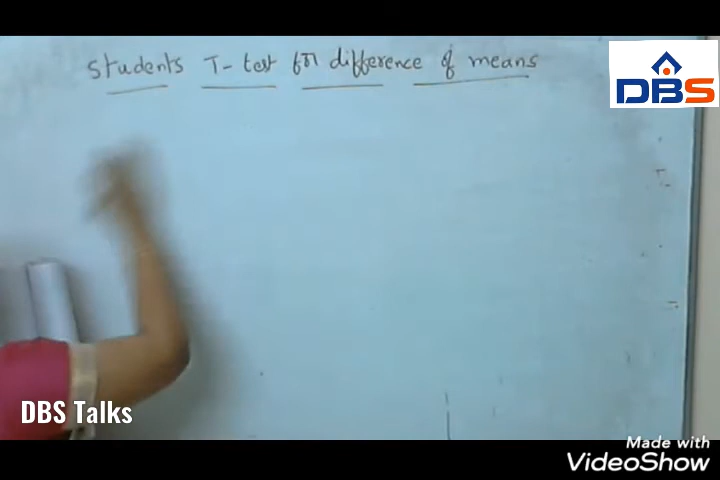 Students T-test for difference of means
DBS
DBS Talks
Made with
VideoShow